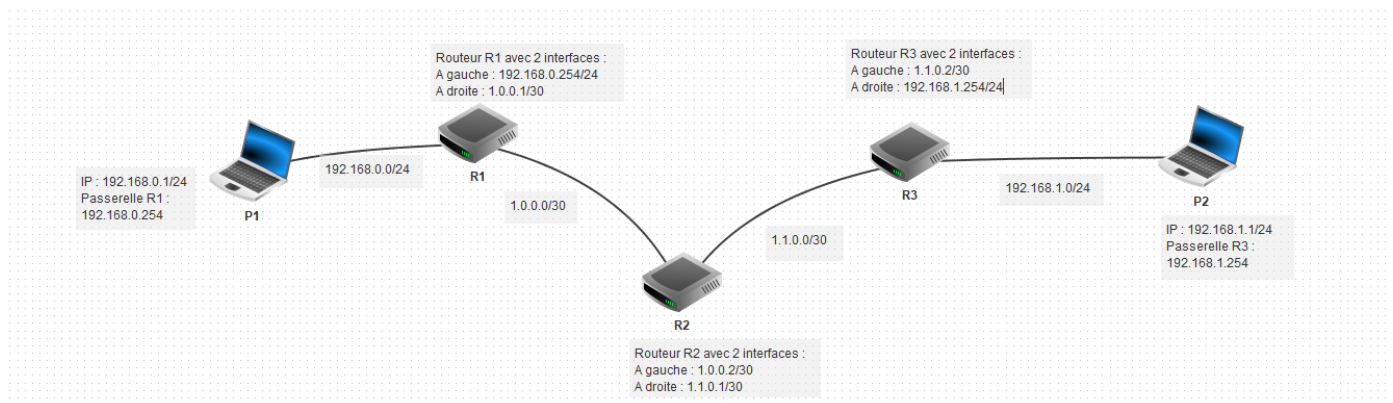 Routeur R1 avec 2 interfaces :
A gauche : 192.168.0.254/24
A droite : 1.0.0.1/30
Routeur R3 avec 2 interfaces :
A gauche : 1.1.0.2/30
A droite : 192.168.1.254/24
IP : 192.168.0.1/24
Passerelle R1 :
192.168.0.254
P1
192.168.0.0/24
R1
1.0.0.0/30
R2
Routeur R2 avec 2 interfaces :
A gauche : 1.0.0.2/30
A droite : 1.1.0.1/30
1.1.0.0/30
R3
192.168.1.0/24
P2
IP : 192.168.1.1/24
Passerelle R3 :
192.168.1.254